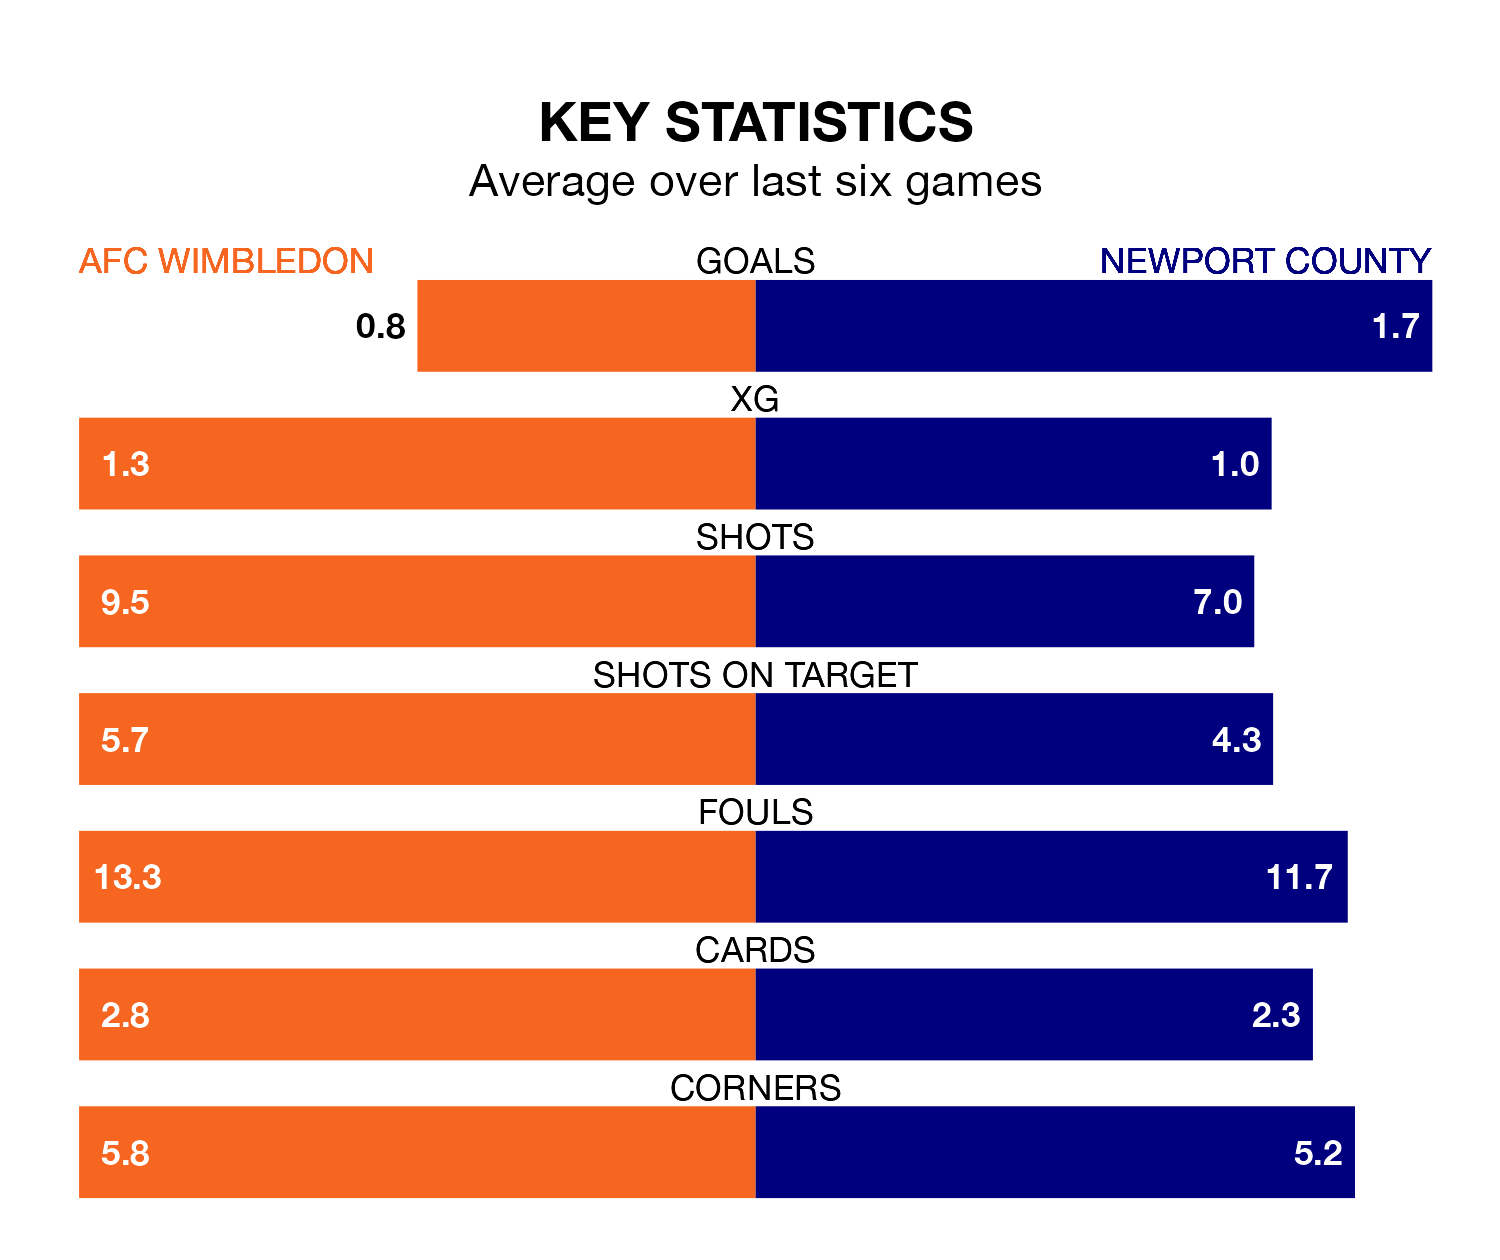 KEY STATISTICS
Average over last six games
AFC WIMBLEDON GOALS NEWPORT COUNTY
0.8 1.7
XG
1.3 1.0
SHOTS
9.5 7.0
SHOTS ON TARGET
5.7 4.3
FOULS
13.3 11.7
CARDS
2.8 2.3
CORNERS
5.8 5.2